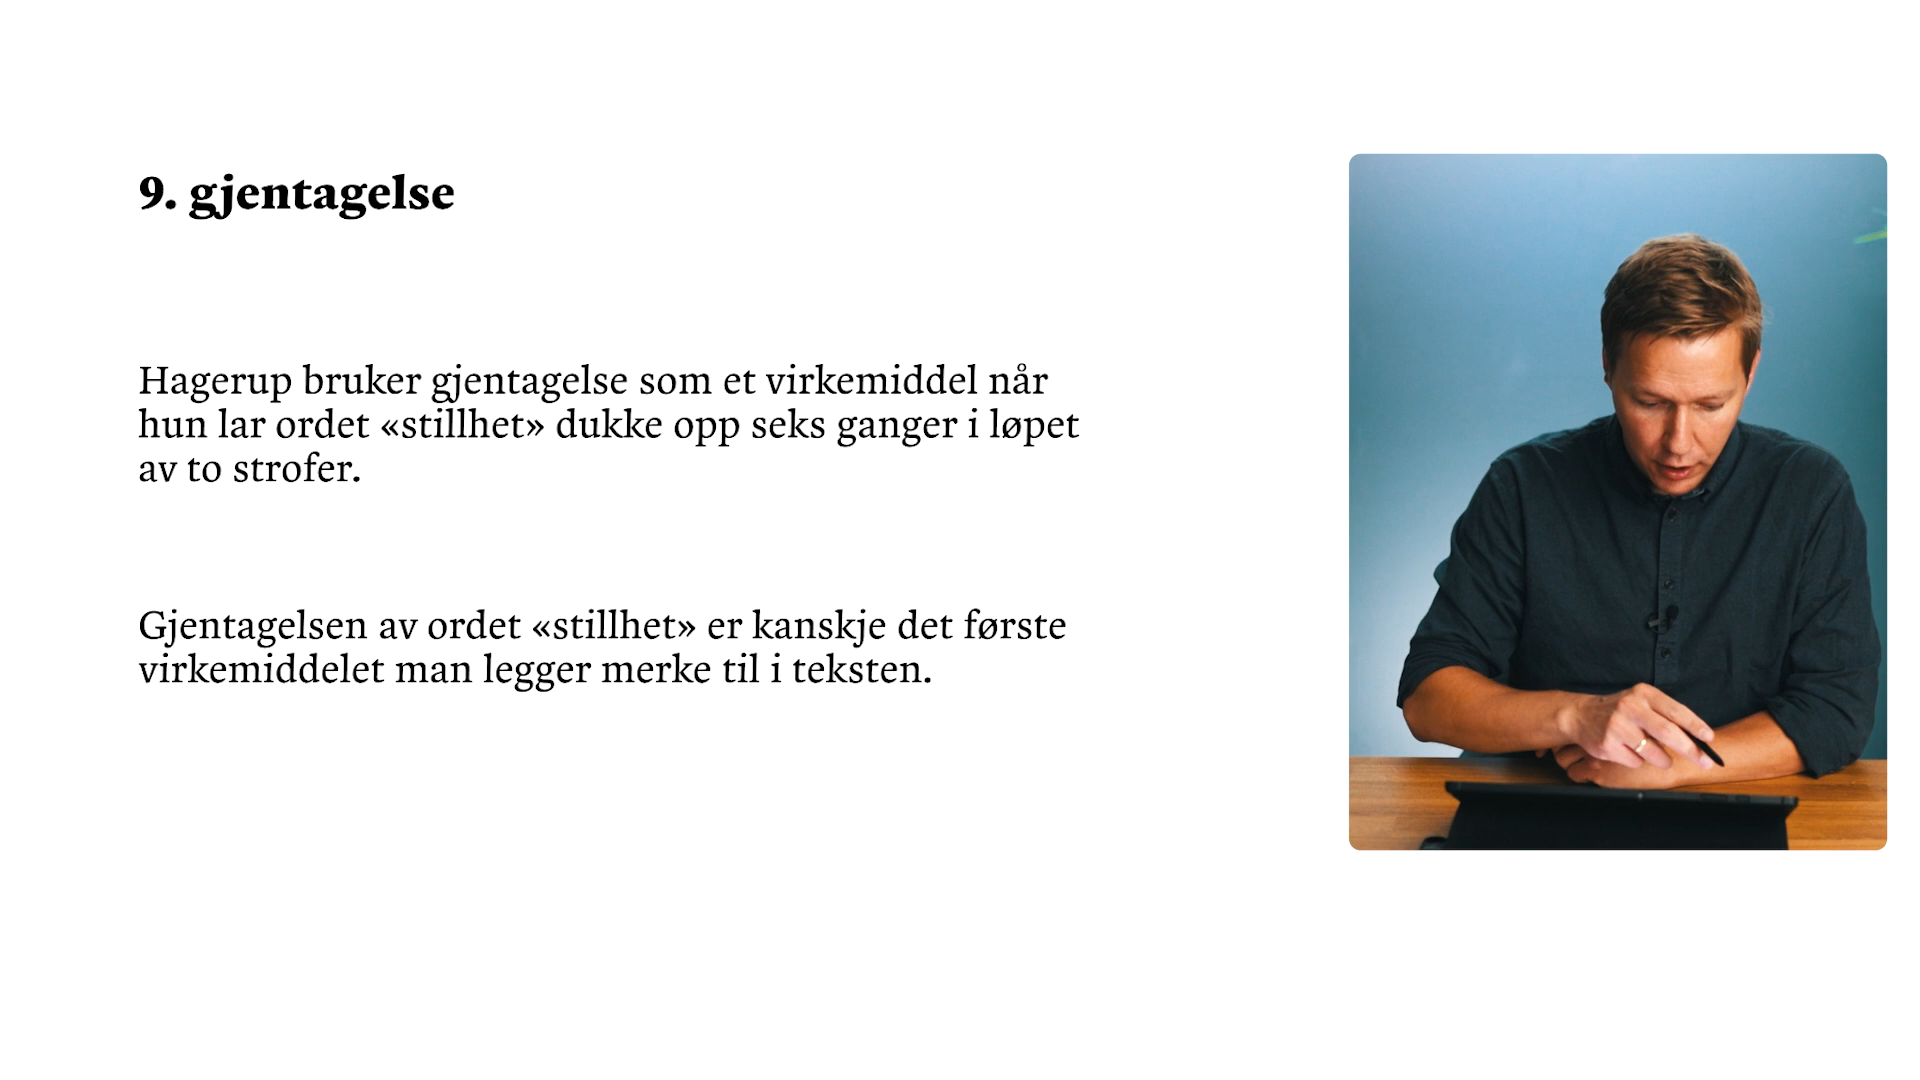 9. gjentagelse
Hagerup bruker gjentagelse som et virkemiddel når
hun lar ordet «stillhet» dukke opp seks ganger i løpet
av to strofer.
Gjentagelsen av ordet «stillhet» er kanskje det første
virkemiddelet man legger merke til i teksten.